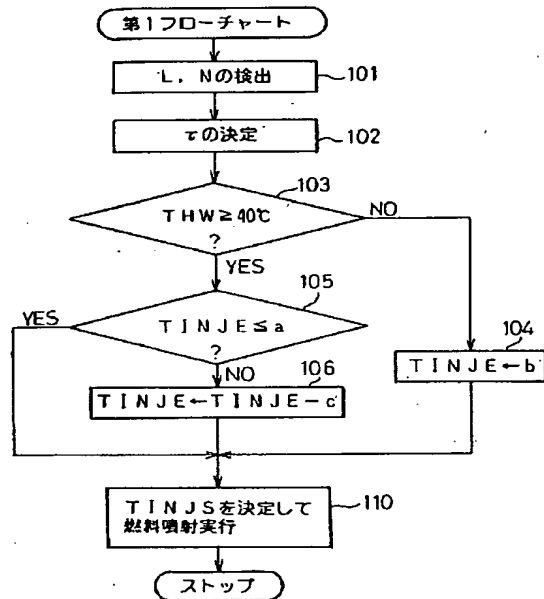 第1フローチャート
L，Nの検出
101
τの決定
102
103
THW≧40℃
?
NO
YES
105
YES
TINJE≦a
?
104
TINJE←b
NO
106
TINJE←TINJE－c
TINJSを決定して
燃料噴射実行
110
ストップ